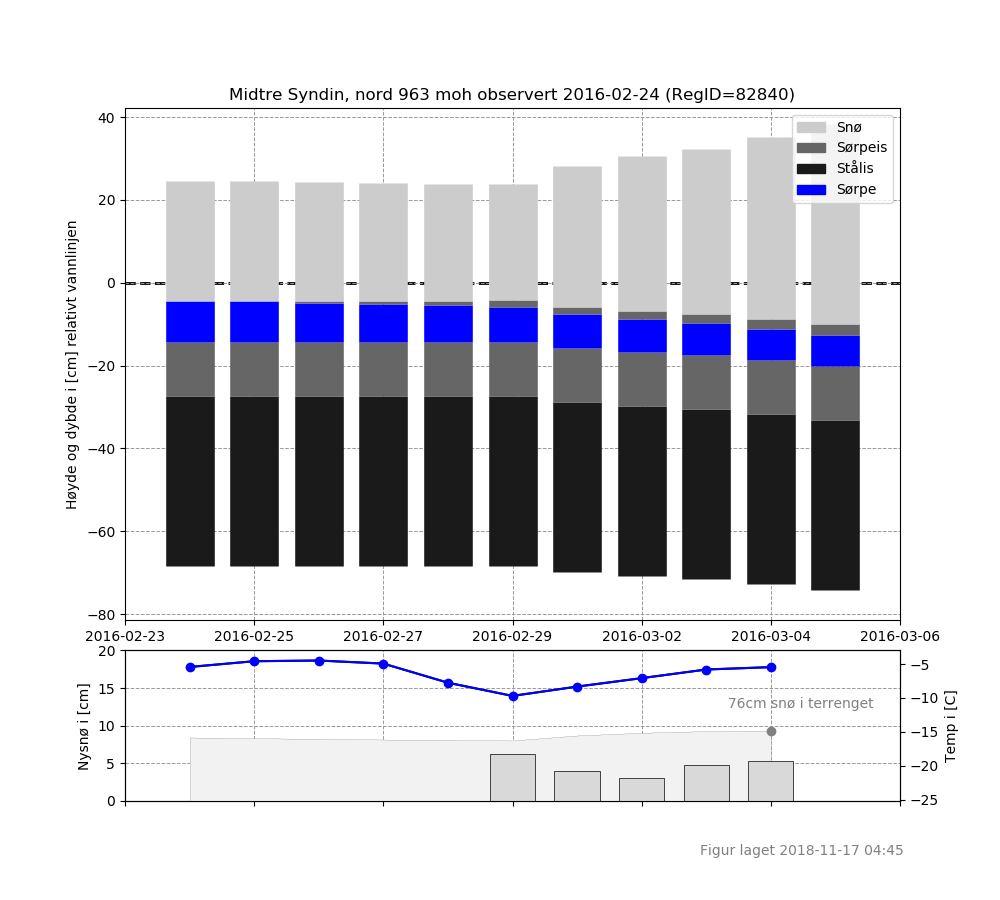 Midtre Syndin, nord 963 moh observert 2016-02-24 (RegID=82840)
Høyde og dybde i [cm] relativt vannlinjen
40
20
0
−20
−40
−60
−80
Snø
Sørpeis
Stålis
Sørpe
2016-02-23 2016-02-25 2016-02-27 2016-02-29 2016-03-02 2016-03-04 2016-03-06
Nysnø i [cm]
20
15
10
5
0
76cm snø i terrenget
−5
−10
−15
−20
−25
Temp i [C]
Figur laget 2018-11-17 04:45